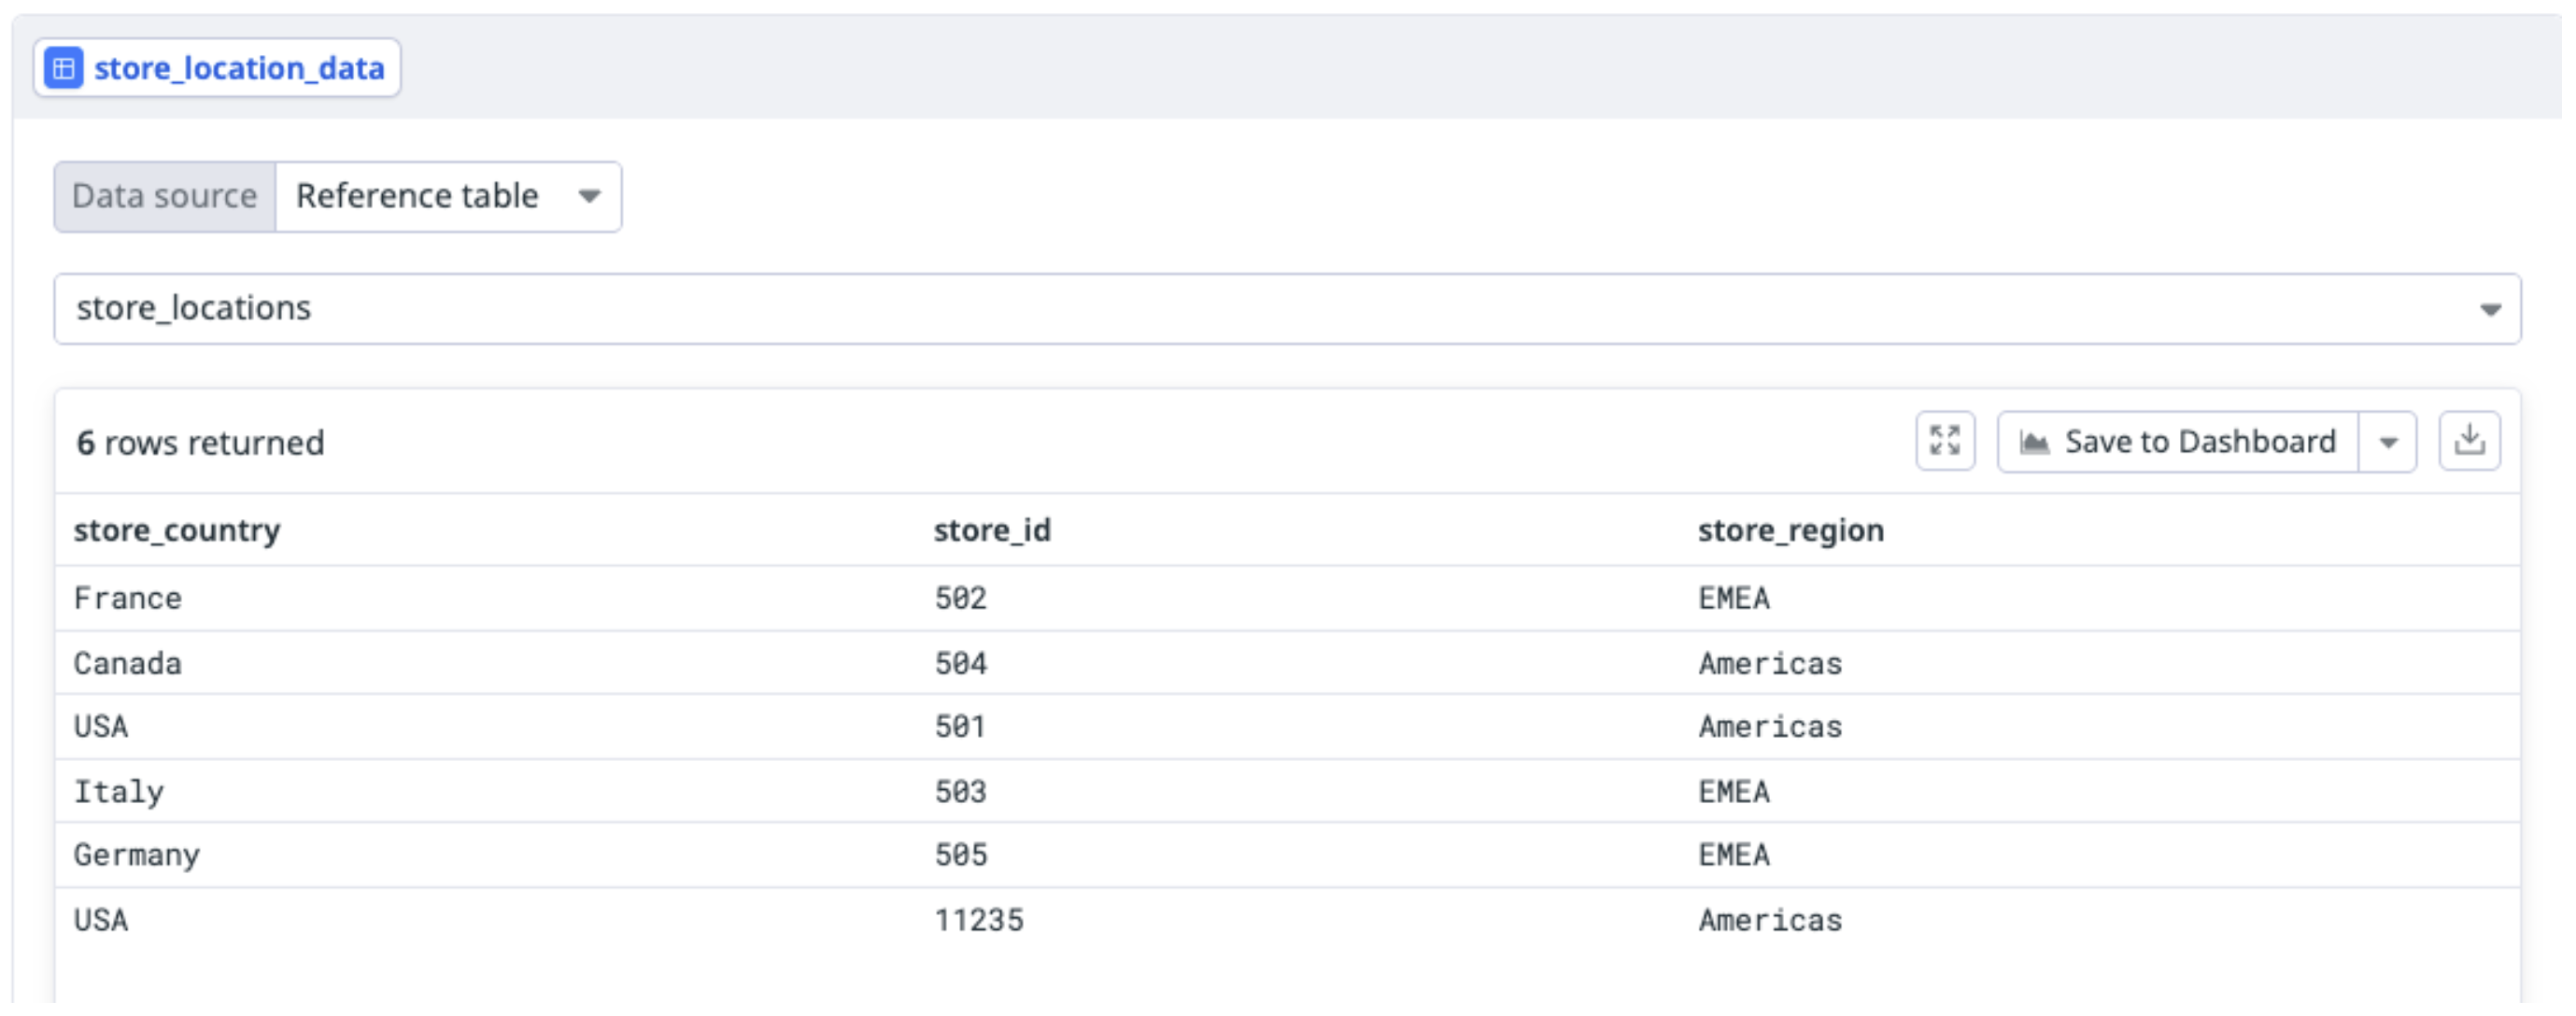 store_location_data
Data source Reference table
store_locations
6 rows returned Save to Dashboard
store_country store_id store_region
France 502 EMEA
Canada 504 Americas
USA 501 Americas
Italy 503 EMEA
Germany 505 EMEA
USA 11235 Americas